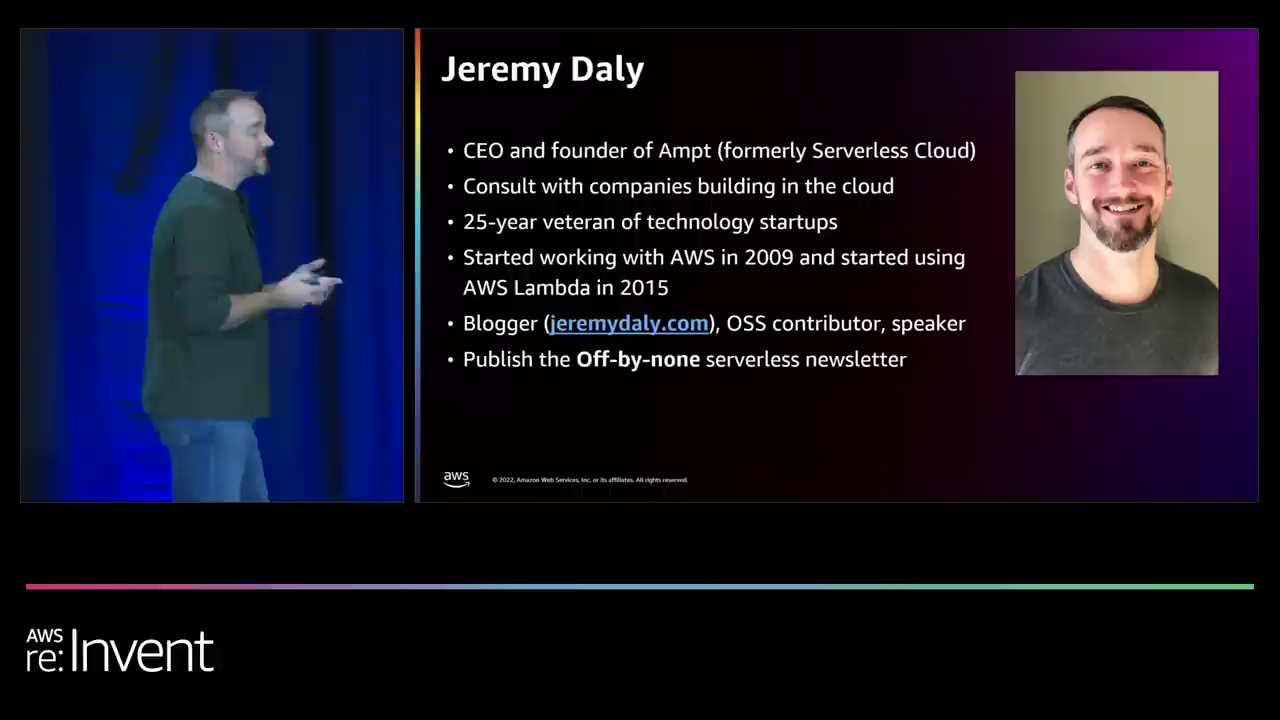 Jeremy Daly
• CEO and founder of Ampt (formerly Serverless Cloud)
• Consult with companies building in the cloud
• 25-year veteran of technology startups
• Started working with AWS in 2009 and started using
AWS Lambda in 2015
• Blogger (jeremydaly.com), OSS contributor, speaker
• Publish the Off-by-none serverless newsletter
aws
© 2022, Amazon Web Services, Inc. or its affiliates. All rights reserved.
AWS
re:Invent